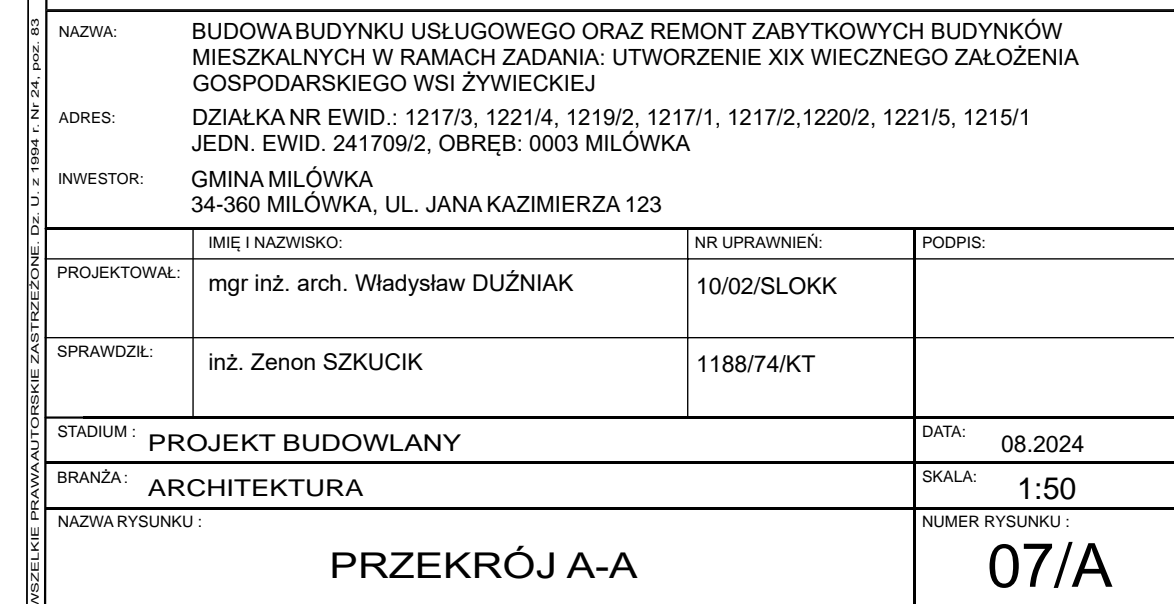 WSZELKIE PRAWA AUTORSKIE ZASTRZEŻONE. Dz. U. z 1994 r. Nr 24, poz. 83
NAZWA: BUDOWA BUDYNKU USŁUGOWEGO ORAZ REMONT ZABYTKOWYCH BUDYNKÓW
MIESZKALNYCH W RAMACH ZADANIA: UTWORZENIE XIX WIECZNEGO ZAŁOŻENIA
GOSPODARSKIEGO WSI ŻYWIECKIEJ
ADRES: DZIAŁKA NR EWID.: 1217/3, 1221/4, 1219/2, 1217/1, 1217/2,1220/2, 1221/5, 1215/1
JEDN. EWID. 241709/2, OBRĘB: 0003 MILÓWKA
INWESTOR: GMINA MILÓWKA
34-360 MILÓWKA, UL. JANA KAZIMIERZA 123
IMIĘ I NAZWISKO: NR UPRAWNIEŃ: PODPIS:
PROJEKTOWAŁ: mgr inż. arch. Władysław DUŹNIAK 10/02/SLOKK
SPRAWDZIŁ: inż. Zenon SZKUCIK 1188/74/KT
STADIUM : PROJEKT BUDOWLANY DATA: 08.2024
BRANŻA : ARCHITEKTURA SKALA: 1:50
NAZWA RYSUNKU : NUMER RYSUNKU :
PRZEKRÓJ A-A 07/A